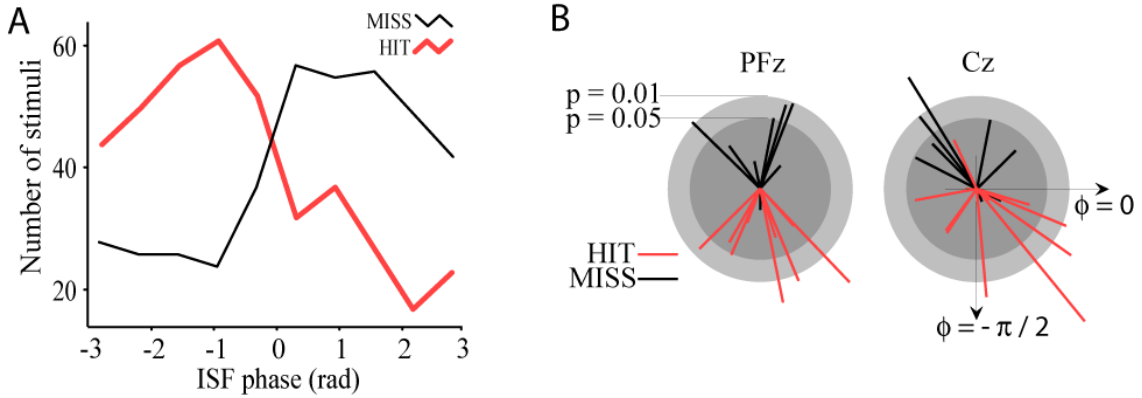 A
MISS
HIT
Number of stimuli
60
40
20
-3 -2 -1 0 1 2 3
ISF phase (rad)
B
PFz
Cz
p = 0.01
p = 0.05
HIT
MISS
ϕ = 0
ϕ = - π / 2